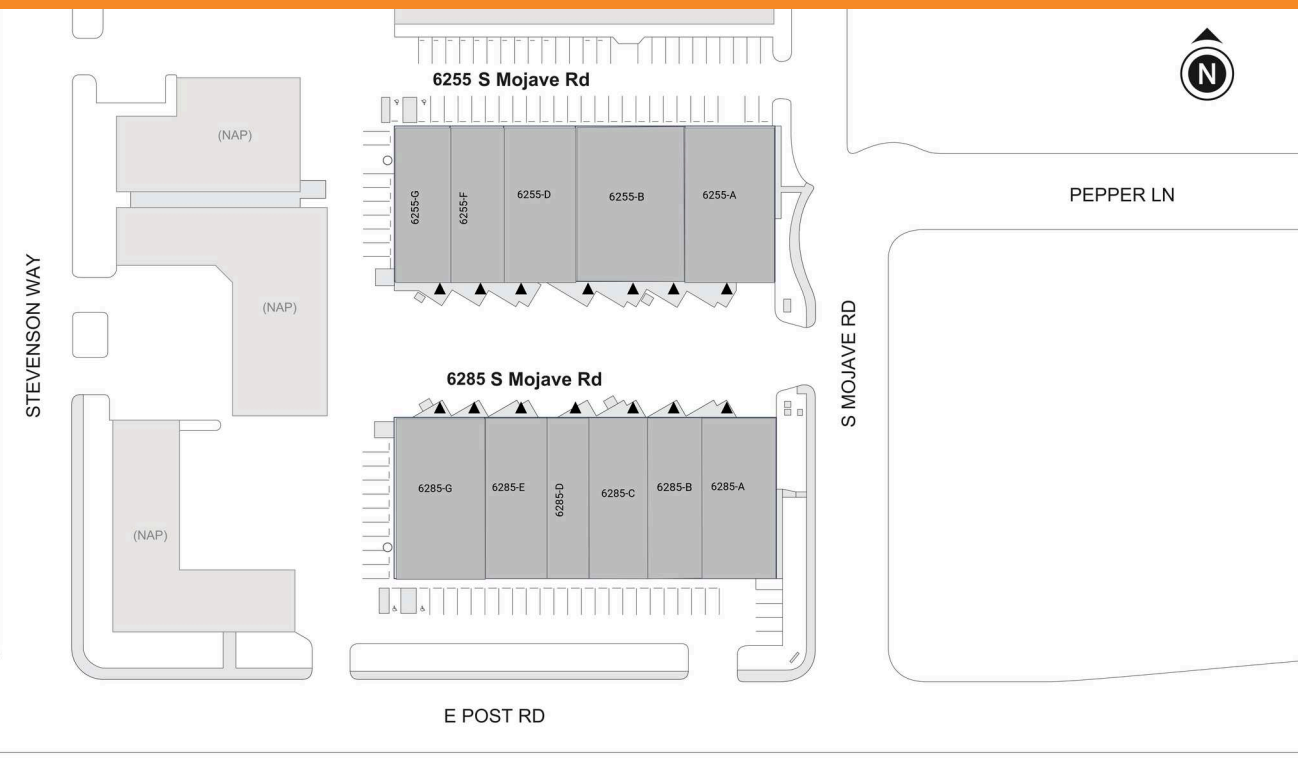 N
6255 S Mojave Rd
(NAP)
PEPPER LN
6255-G
6255-F
6255-D
6255-B
6255-A
STEVENSON WAY
(NAP)
S MOJAVE RD
6285 S Mojave Rd
6285-G
6285-E
6285-D
6285-C
6285-B
6285-A
(NAP)
E POST RD